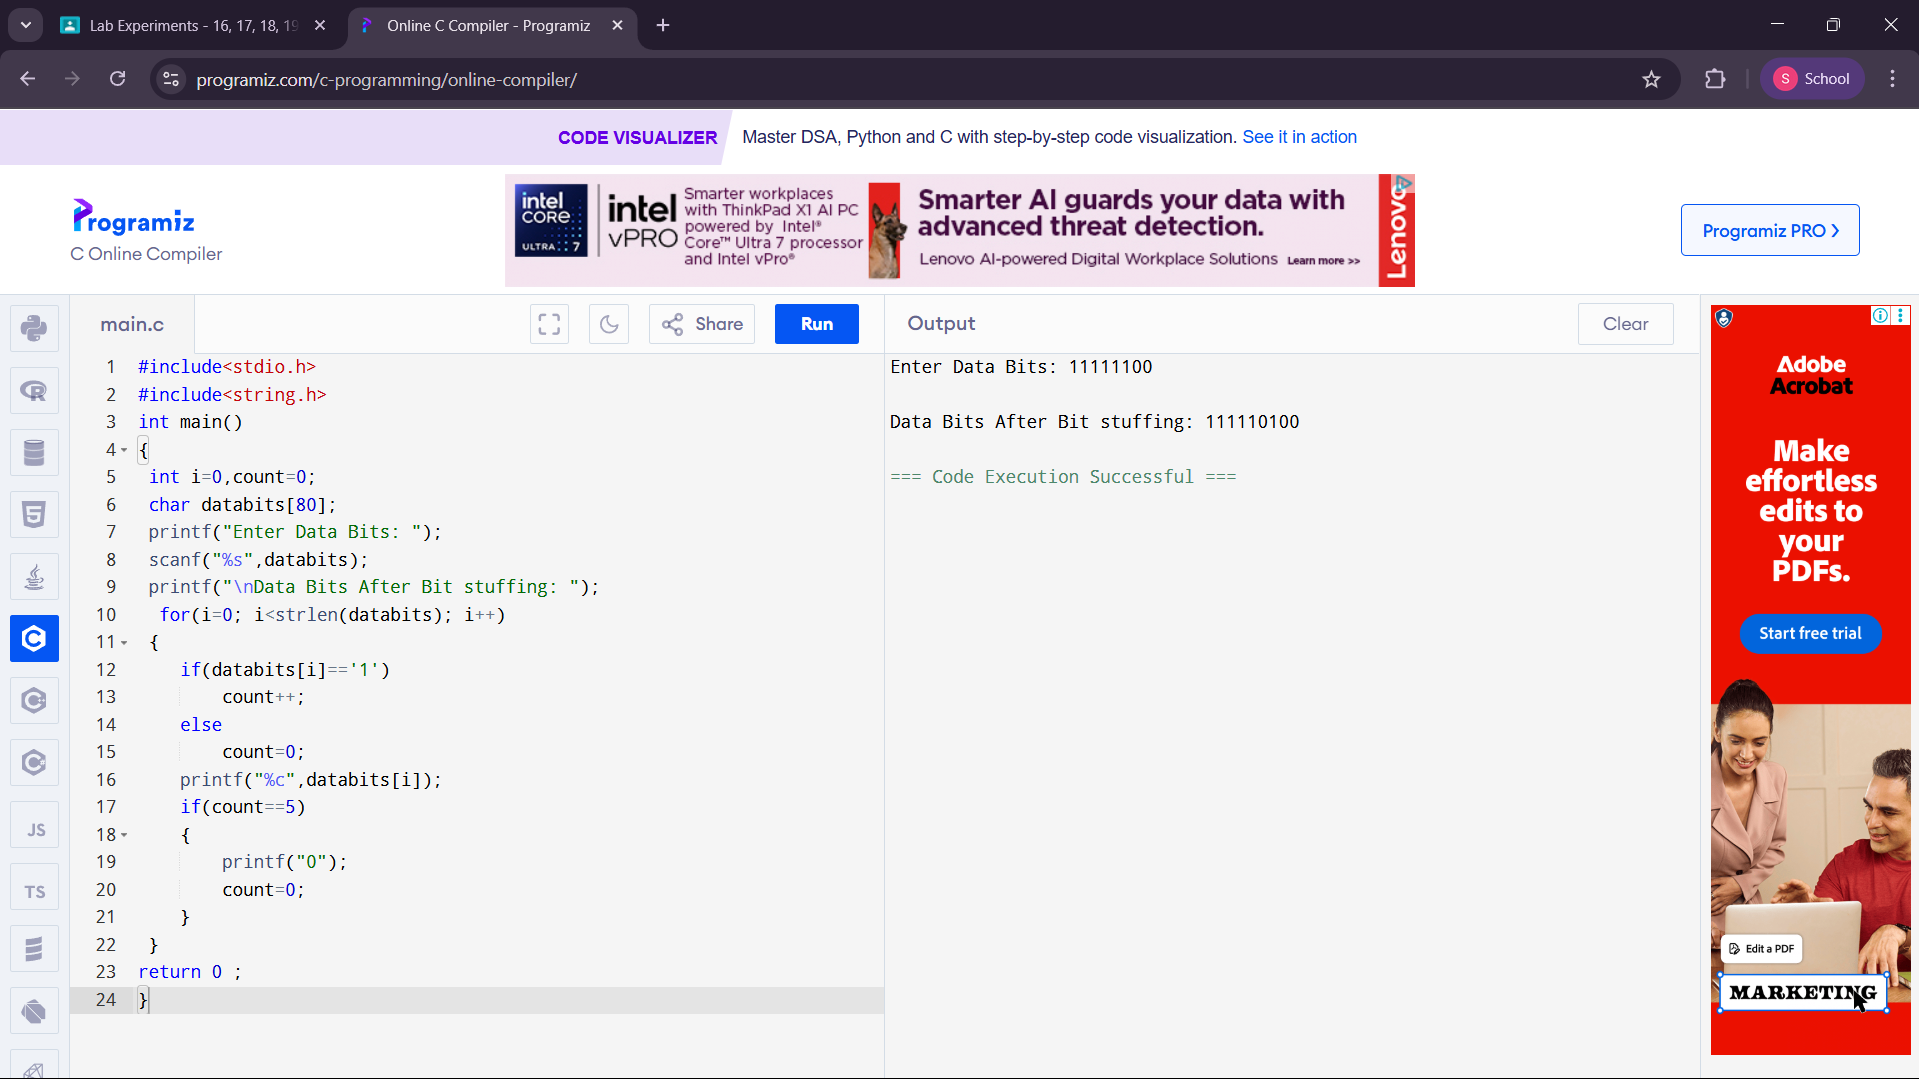 Lab Experiments - 16, 17, 18, 19
Online C Compiler - Programiz
programiz.com/c-programming/online-compiler/
S School
CODE VISUALIZER Master DSA, Python and C with step-by-step code visualization. See it in action
Programiz
C Online Compiler
intel CORE ULTRA 7
intel vPRO
Smarter workplaces
with ThinkPad X1 AI PC
powered by Intel®
Core™ Ultra 7 processor
and Intel vPro®
Smarter AI guards your data with
advanced threat detection.
Lenovo AI-powered Digital Workplace Solutions Learn more >>
Lenovo
Programiz PRO >
main.c
Share
Run
Output
Clear
1 #include<stdio.h>
2 #include<string.h>
3 int main()
4 {
5 int i=0,count=0;
6 char databits[80];
7 printf("Enter Data Bits: ");
8 scanf("%s",databits);
9 printf("\nData Bits After Bit stuffing: ");
10 for(i=0; i<strlen(databits); i++)
11 {
12 if(databits[i]=='1')
13 count++;
14 else
15 count=0;
16 printf("%c",databits[i]);
17 if(count==5)
18 {
19 printf("0");
20 count=0;
21 }
22 }
23 return 0 ;
24 }
Enter Data Bits: 11111100
Data Bits After Bit stuffing: 111110100
=== Code Execution Successful ===
JS
TS
Adobe
Acrobat
Make
effortless
edits to
your
PDFs.
Start free trial
Edit a PDF
MARKETING